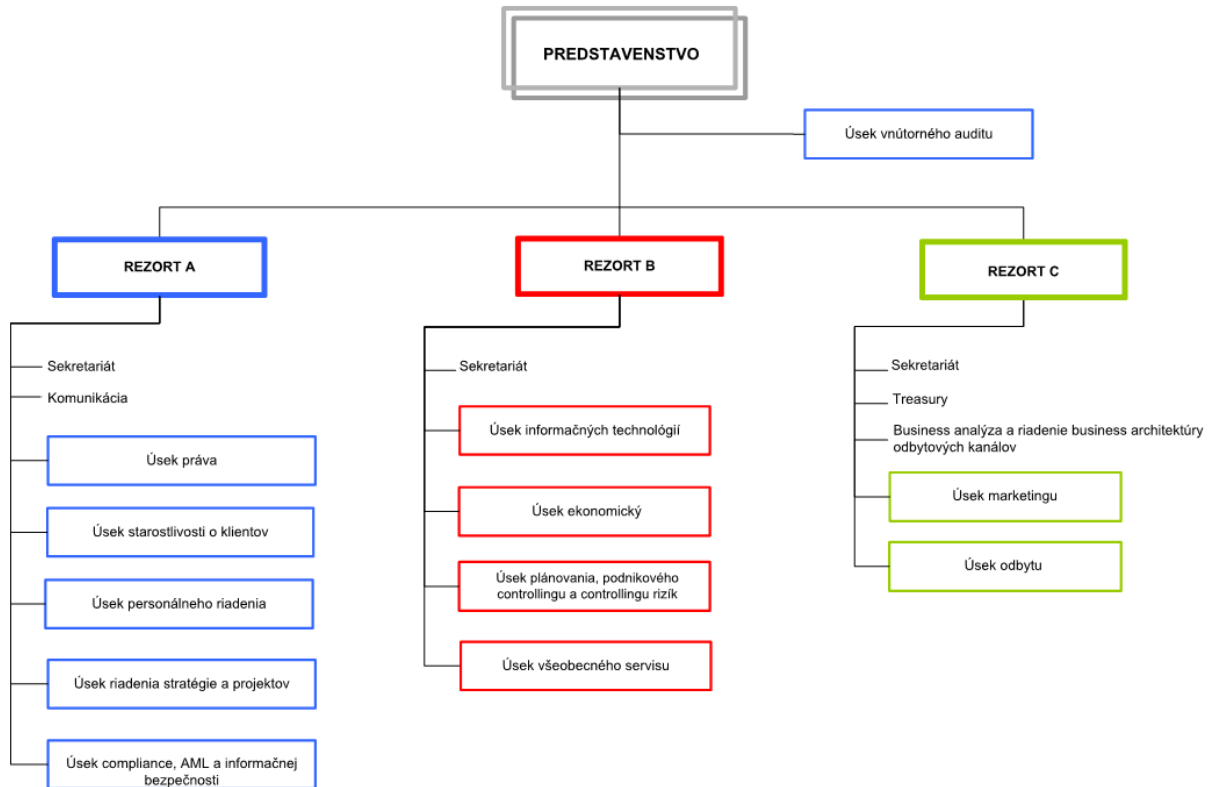 PREDSTAVENSTVO
Úsek vnútorného auditu
REZORT A
REZORT B
REZORT C
Sekretariát
Komunikácia
Úsek práva
Úsek starostlivosti o klientov
Úsek personálneho riadenia
Úsek riadenia stratégie a projektov
Úsek compliance, AML a informačnej
bezpečnosti
Sekretariát
Úsek informačných technológií
Úsek ekonomický
Úsek plánovania, podnikového
controllingu a controllingu rizík
Úsek všeobecného servisu
Sekretariát
Treasury
Business analýza a riadenie business architektúry
odbytových kanálov
Úsek marketingu
Úsek odbytu